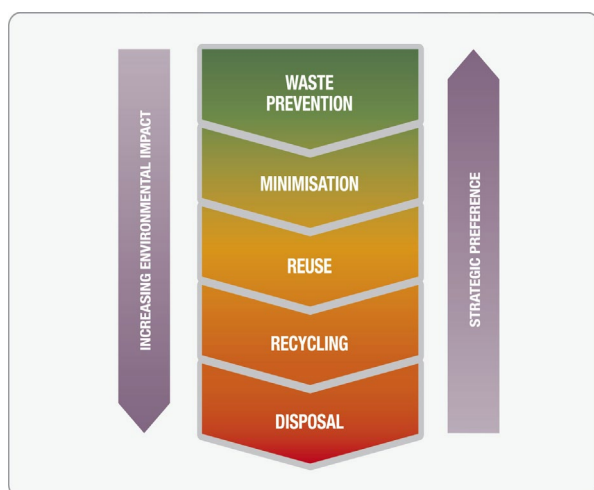 INCREASING ENVIRONMENTAL IMPACT
WASTE
PREVENTION
MINIMISATION
REUSE
RECYCLING
DISPOSAL
STRATEGIC PREFERENCE